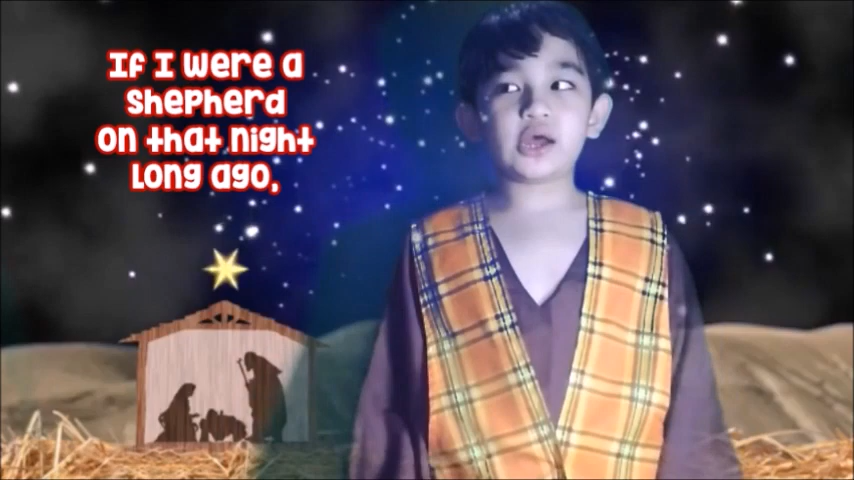 If I were a
shepherd
on that night
long ago,